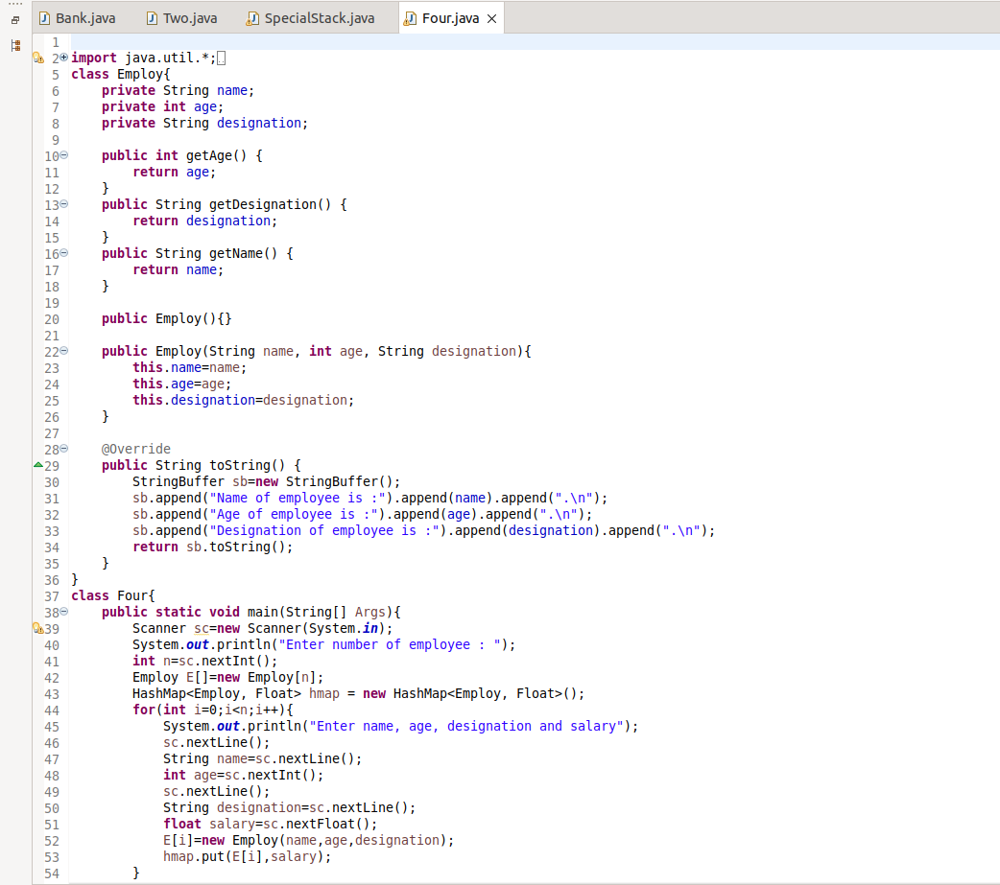 Bank.java Two.java SpecialStack.java Four.java
1
2 import java.util.*;
5 class Employ{
6     private String name;
7     private int age;
8     private String designation;
9
10     public int getAge() {
11         return age;
12     }
13     public String getDesignation() {
14         return designation;
15     }
16     public String getName() {
17         return name;
18     }
19
20     public Employ(){}
21
22     public Employ(String name, int age, String designation){
23         this.name=name;
24         this.age=age;
25         this.designation=designation;
26     }
27
28     @Override
29     public String toString() {
30         StringBuffer sb=new StringBuffer();
31         sb.append("Name of employee is :").append(name).append(".\n");
32         sb.append("Age of employee is :").append(age).append(".\n");
33         sb.append("Designation of employee is :").append(designation).append(".\n");
34         return sb.toString();
35     }
36 }
37 class Four{
38     public static void main(String[] Args){
39         Scanner sc=new Scanner(System.in);
40         System.out.println("Enter number of employee : ");
41         int n=sc.nextInt();
42         Employ E[]=new Employ[n];
43         HashMap<Employ, Float> hmap = new HashMap<Employ, Float>();
44         for(int i=0;i<n;i++){
45             System.out.println("Enter name, age, designation and salary");
46             sc.nextLine();
47             String name=sc.nextLine();
48             int age=sc.nextInt();
49             sc.nextLine();
50             String designation=sc.nextLine();
51             float salary=sc.nextFloat();
52             E[i]=new Employ(name,age,designation);
53             hmap.put(E[i],salary);
54         }